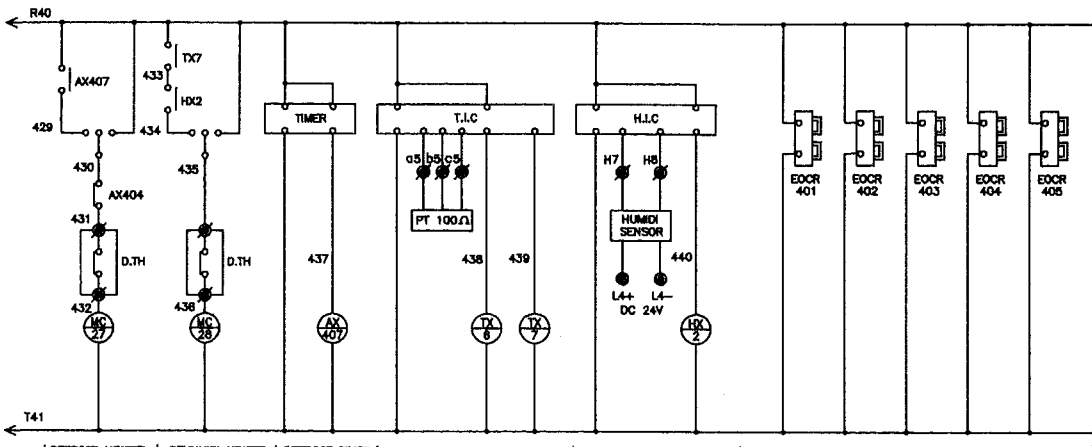 R40
AX407
TX7
433
HX2
429
434
TIMER
T.I.C
H.I.C
430
435
a5 b5 c5
H7 H8
AX404
431
PT 100Ω
HUMIDI
SENSOR
EOCR
401
EOCR
402
EOCR
403
EOCR
404
EOCR
405
D.TH
D.TH
437
438
439
440
L4+ L4-
DC 24V
432
436
MC
27
MC
28
AX
407
TX
6
TX
7
HX
2
T41